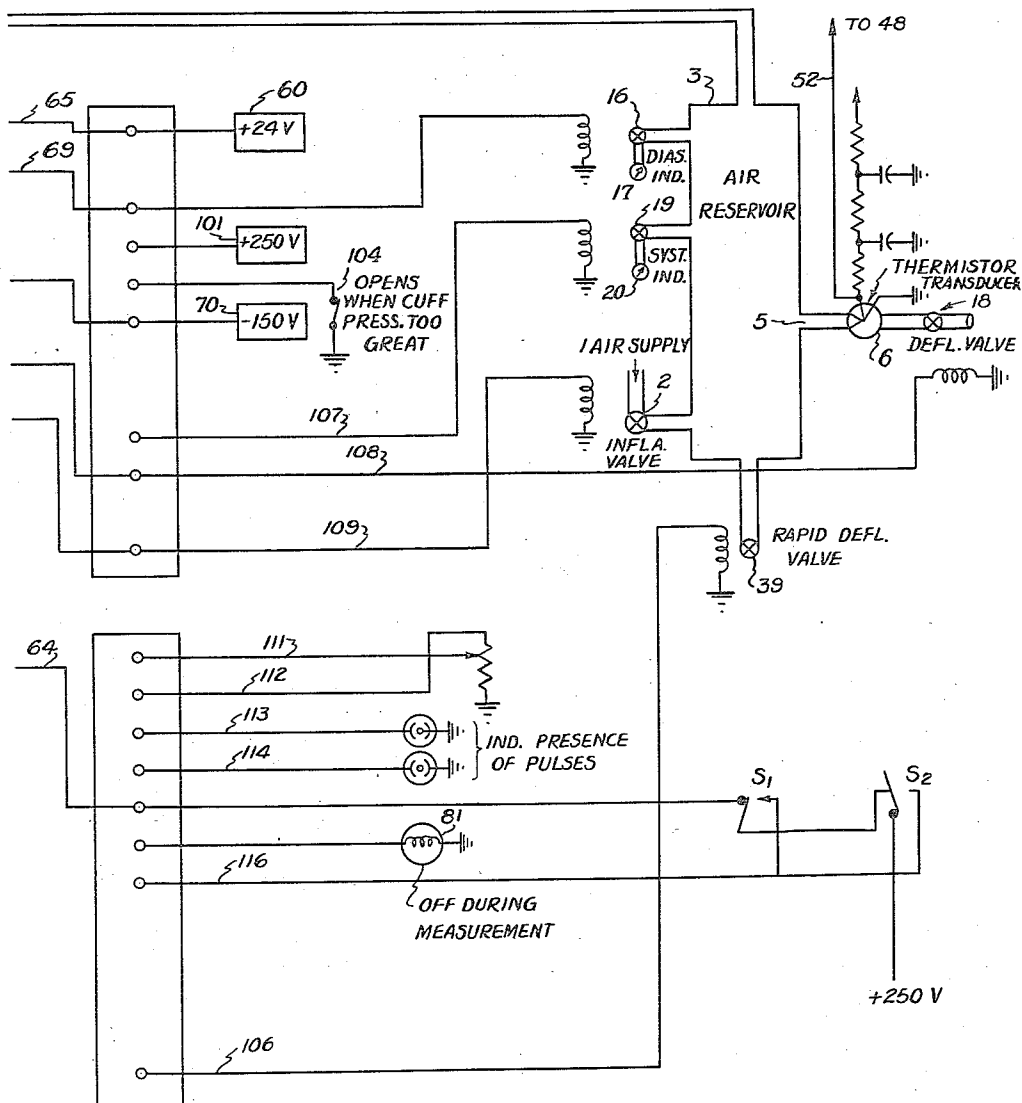 TO 48
52
3
60
16
65
+24 V
69
DIAS.
IND.
17
AIR
RESERVOIR
19
101
+250 V
104
SYST.
IND.
20
OPENS
WHEN CUFF
PRESS. TOO
GREAT
70
-150 V
THERMISTOR
TRANSDUCER
18
5
6
DEFL. VALVE
1 AIR SUPPLY
2
107
INFLA.
VALVE
108
109
RAPID DEFL.
VALVE
39
64
111
112
113
IND. PRESENCE
OF PULSES
114
S1
S2
81
116
OFF DURING
MEASUREMENT
+250 V
106